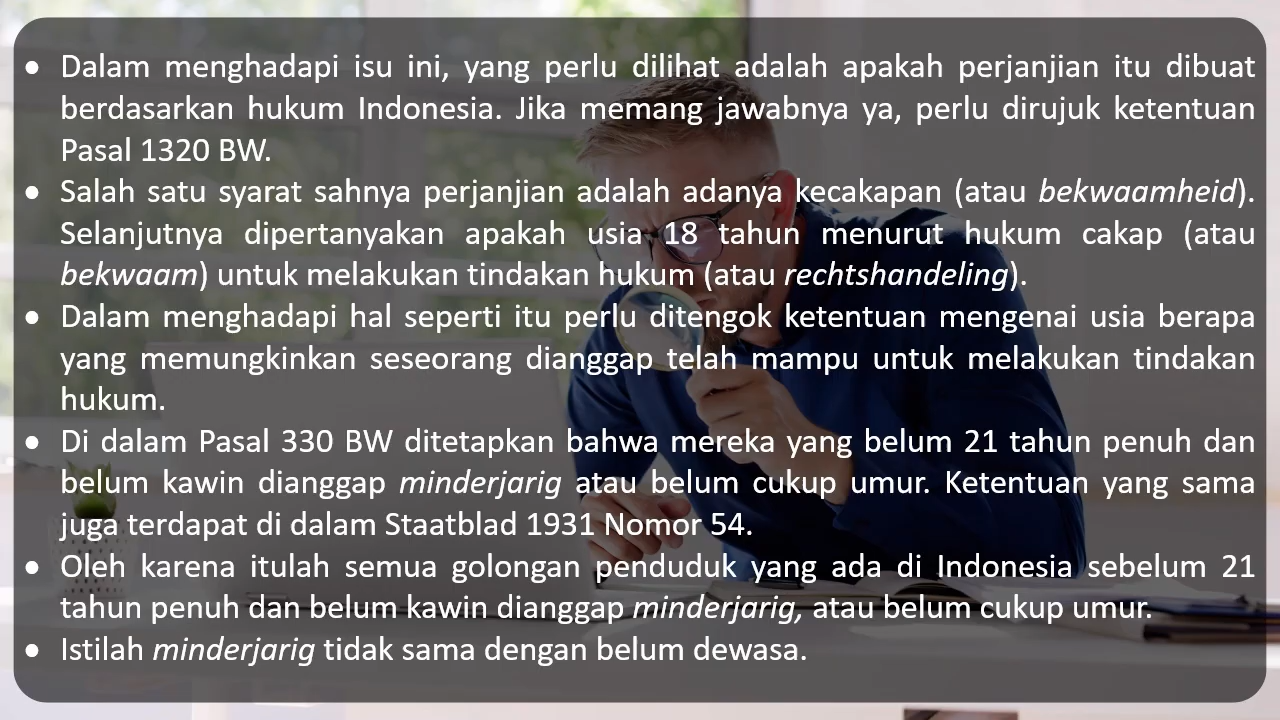 • Dalam menghadapi isu ini, yang perlu dilihat adalah apakah perjanjian itu dibuat
berdasarkan hukum Indonesia. Jika memang jawabnya ya, perlu dirujuk ketentuan
Pasal 1320 BW.
• Salah satu syarat sahnya perjanjian adalah adanya kecakapan (atau bekwaamheid).
Selanjutnya dipertanyakan apakah usia 18 tahun menurut hukum cakap (atau
bekwaam) untuk melakukan tindakan hukum (atau rechtshandeling).
• Dalam menghadapi hal seperti itu perlu ditengok ketentuan mengenai usia berapa
yang memungkinkan seseorang dianggap telah mampu untuk melakukan tindakan
hukum.
• Di dalam Pasal 330 BW ditetapkan bahwa mereka yang belum 21 tahun penuh dan
belum kawin dianggap minderjarig atau belum cukup umur. Ketentuan yang sama
juga terdapat di dalam Staatblad 1931 Nomor 54.
• Oleh karena itulah semua golongan penduduk yang ada di Indonesia sebelum 21
tahun penuh dan belum kawin dianggap minderjarig, atau belum cukup umur.
• Istilah minderjarig tidak sama dengan belum dewasa.